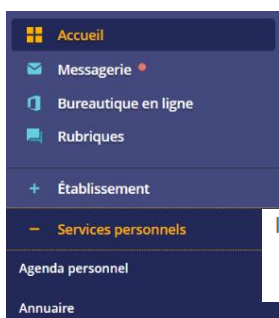 Accueil
Messagerie
Bureautique en ligne
Rubriques
Établissement
Services personnels
Agenda personnel
Annuaire